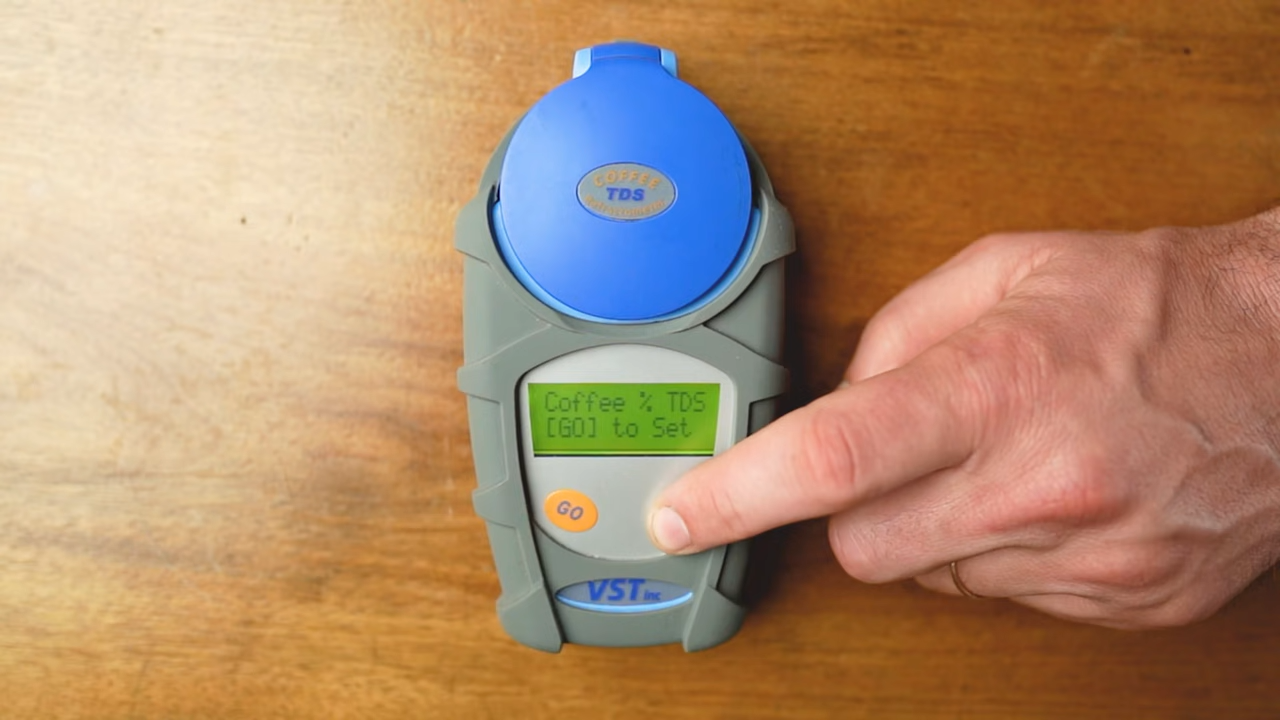 COFFEE
TDS
Coffee % TDS
[GO] to Set
GO
VST inc